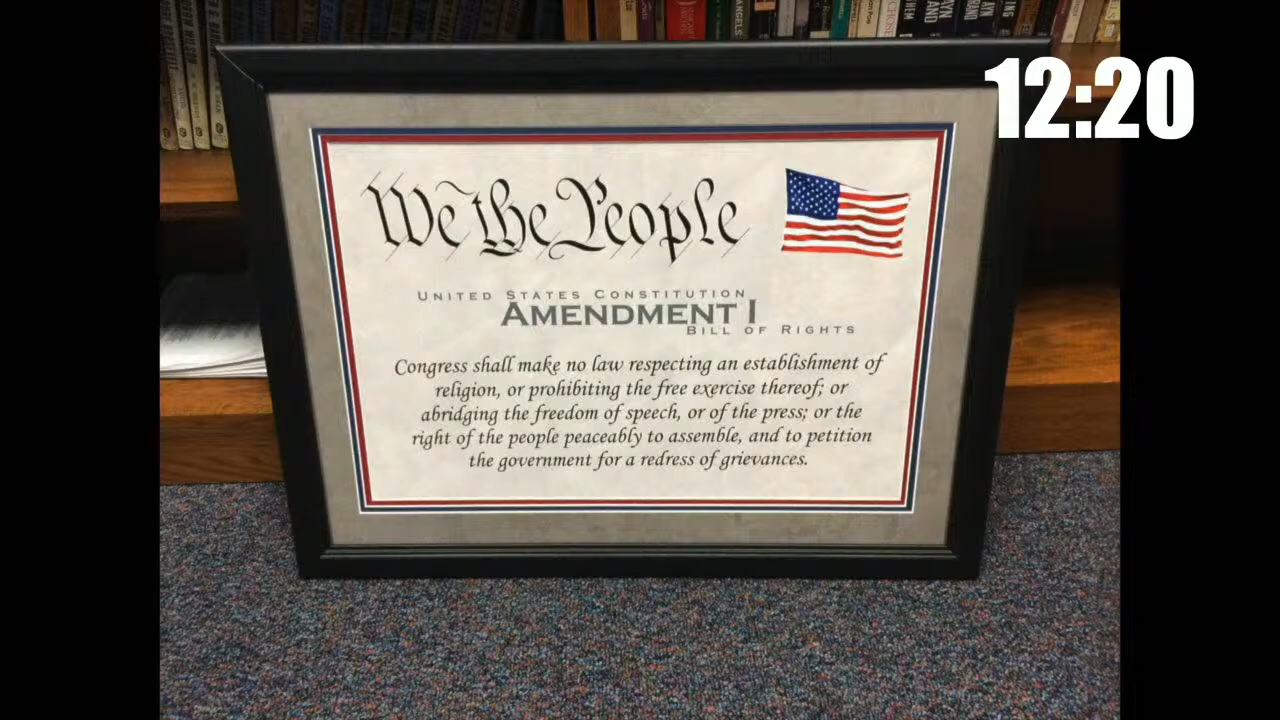 12:20
We the People
UNITED STATES CONSTITUTION
AMENDMENT I
BILL OF RIGHTS
Congress shall make no law respecting an establishment of
religion, or prohibiting the free exercise thereof; or
abridging the freedom of speech, or of the press; or the
right of the people peaceably to assemble, and to petition
the government for a redress of grievances.